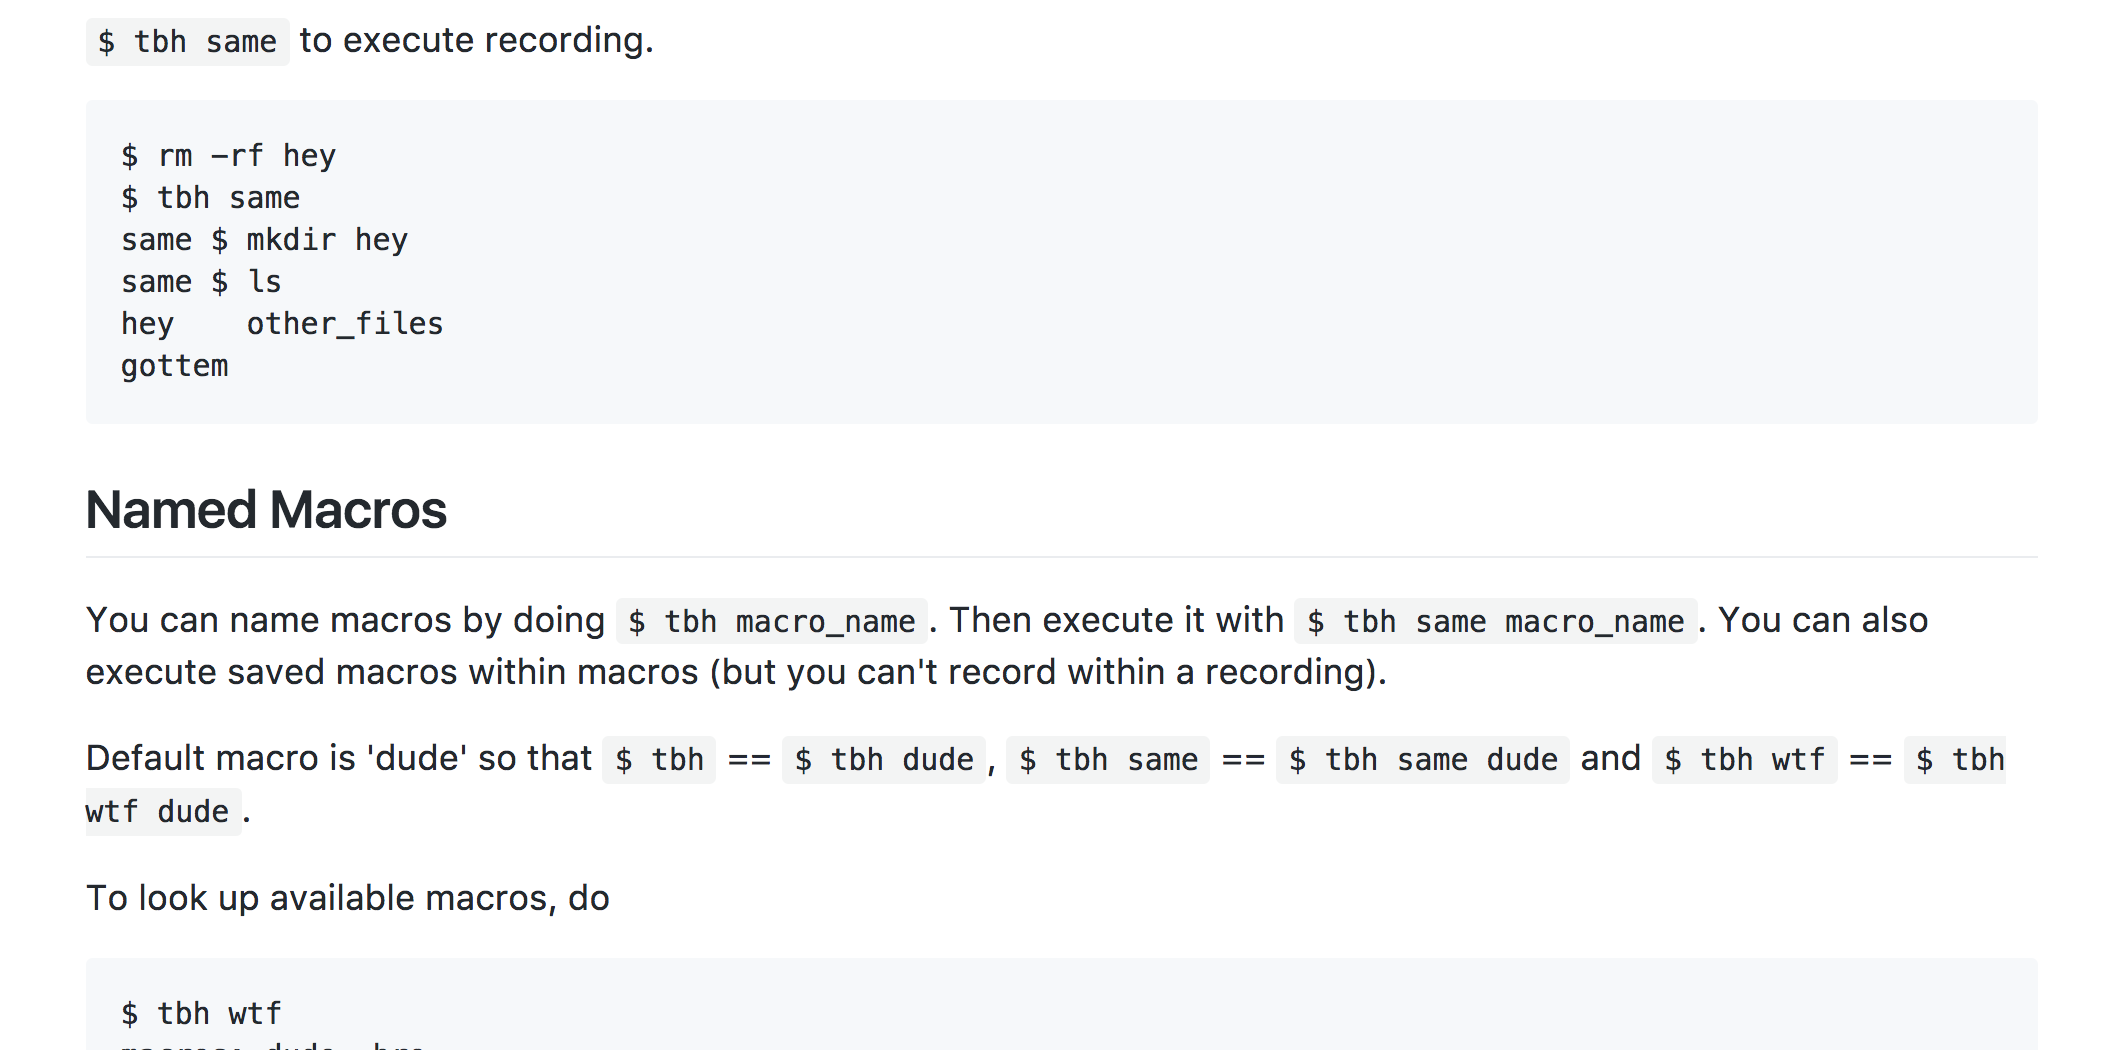 $ tbh same to execute recording.
$ rm -rf hey
$ tbh same
same $ mkdir hey
same $ ls
hey    other_files
gottem
Named Macros
You can name macros by doing $ tbh macro_name. Then execute it with $ tbh same macro_name. You can also
execute saved macros within macros (but you can't record within a recording).
Default macro is 'dude' so that $ tbh == $ tbh dude, $ tbh same == $ tbh same dude and $ tbh wtf == $ tbh
wtf dude.
To look up available macros, do
$ tbh wtf